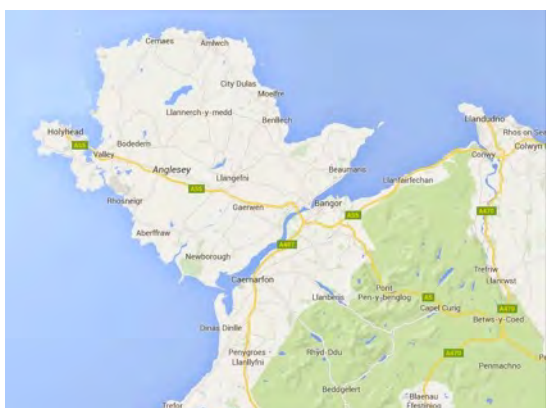 Cemaes
Amlwch
City Dulas
Moelfre
Llannerch-y-medd
Benllech
Llandudno
Rhos on Sea
Holyhead
A55
Bodedern
Conwy
Colwyn
Valley
Anglesey
Beaumaris
Llangefni
Llanfairfechan
A55
Rhosneigr
Gaerwen
Bangor
A55
A470
Aberffraw
A487
Newborough
Trefriw
Caernarfon
Llanrwst
Pont
Pen-y-benglog
Llanberis
A5
Capel Curig
A470
Betws-y-Coed
Dinas Dinlle
Penygroes
Llanllyfni
Rhyd-Ddu
A470
Penmachno
Beddgelert
Blaenau
Ffestiniog
Trefor